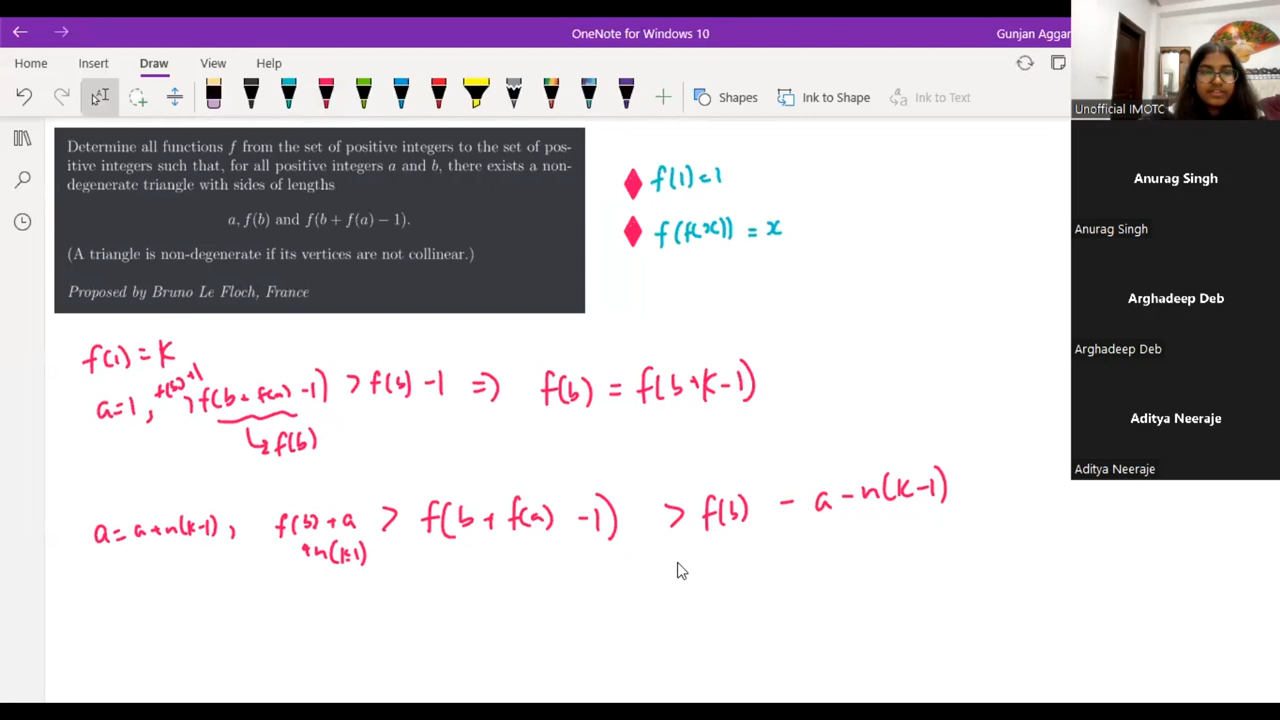 OneNote for Windows 10
Gunjan Aggar
Home Insert Draw View Help
Shapes Ink to Shape Ink to Text
Unofficial IMOTC
Determine all functions f from the set of positive integers to the set of pos-
itive integers such that, for all positive integers a and b, there exists a non-
degenerate triangle with sides of lengths
a, f(b) and f(b + f(a) − 1).
(A triangle is non-degenerate if its vertices are not collinear.)
Proposed by Bruno Le Floch, France
f(1) = 1
f(f(x)) = x
f(1) = K
a=1, f(b)+1 > f(b + f(a) -1) > f(b) -1 => f(b) = f(b+K-1)
↳ f(b)
a = a+n(k-1), f(b) + a > f(b + f(a) -1) > f(b) - a - n(k-1)
+n(k-1)
Anurag Singh
Anurag Singh
Arghadeep Deb
Arghadeep Deb
Aditya Neeraje
Aditya Neeraje